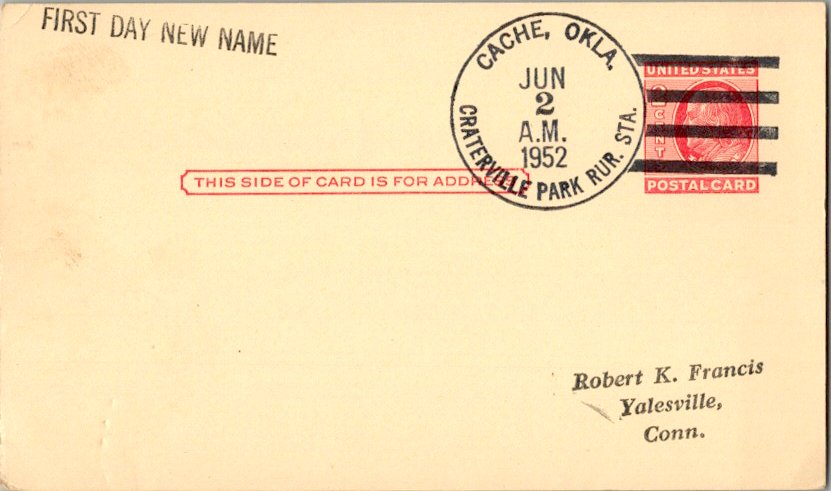 FIRST DAY NEW NAME
CACHE, OKLA.
JUN
2
A.M.
1952
CRATERVILLE PARK RUR. STA.
UNITED STATES
2 CENTS
POSTAL CARD
THIS SIDE OF CARD IS FOR ADDRESS
Robert K. Francis
Yalesville,
Conn.